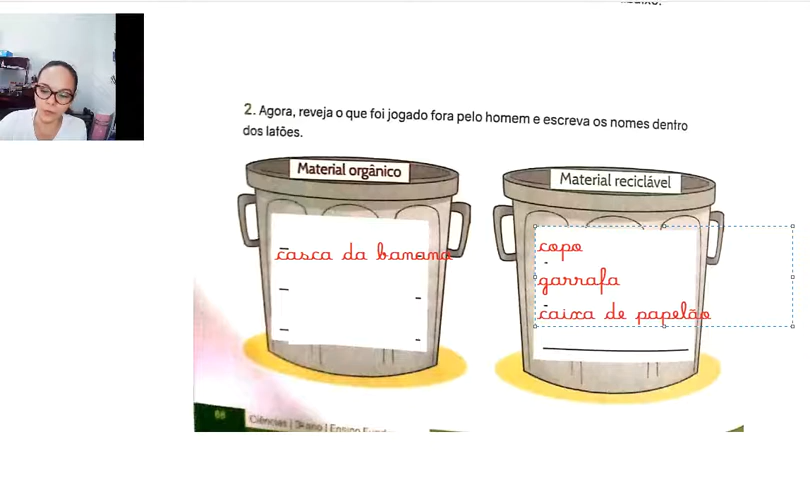 2. Agora, reveja o que foi jogado fora pelo homem e escreva os nomes dentro
dos latões.
Material orgânico
casca da banana
Material reciclável
copo
garrafa
caixa de papelão
68
Ciências | 3º ano | Ensino